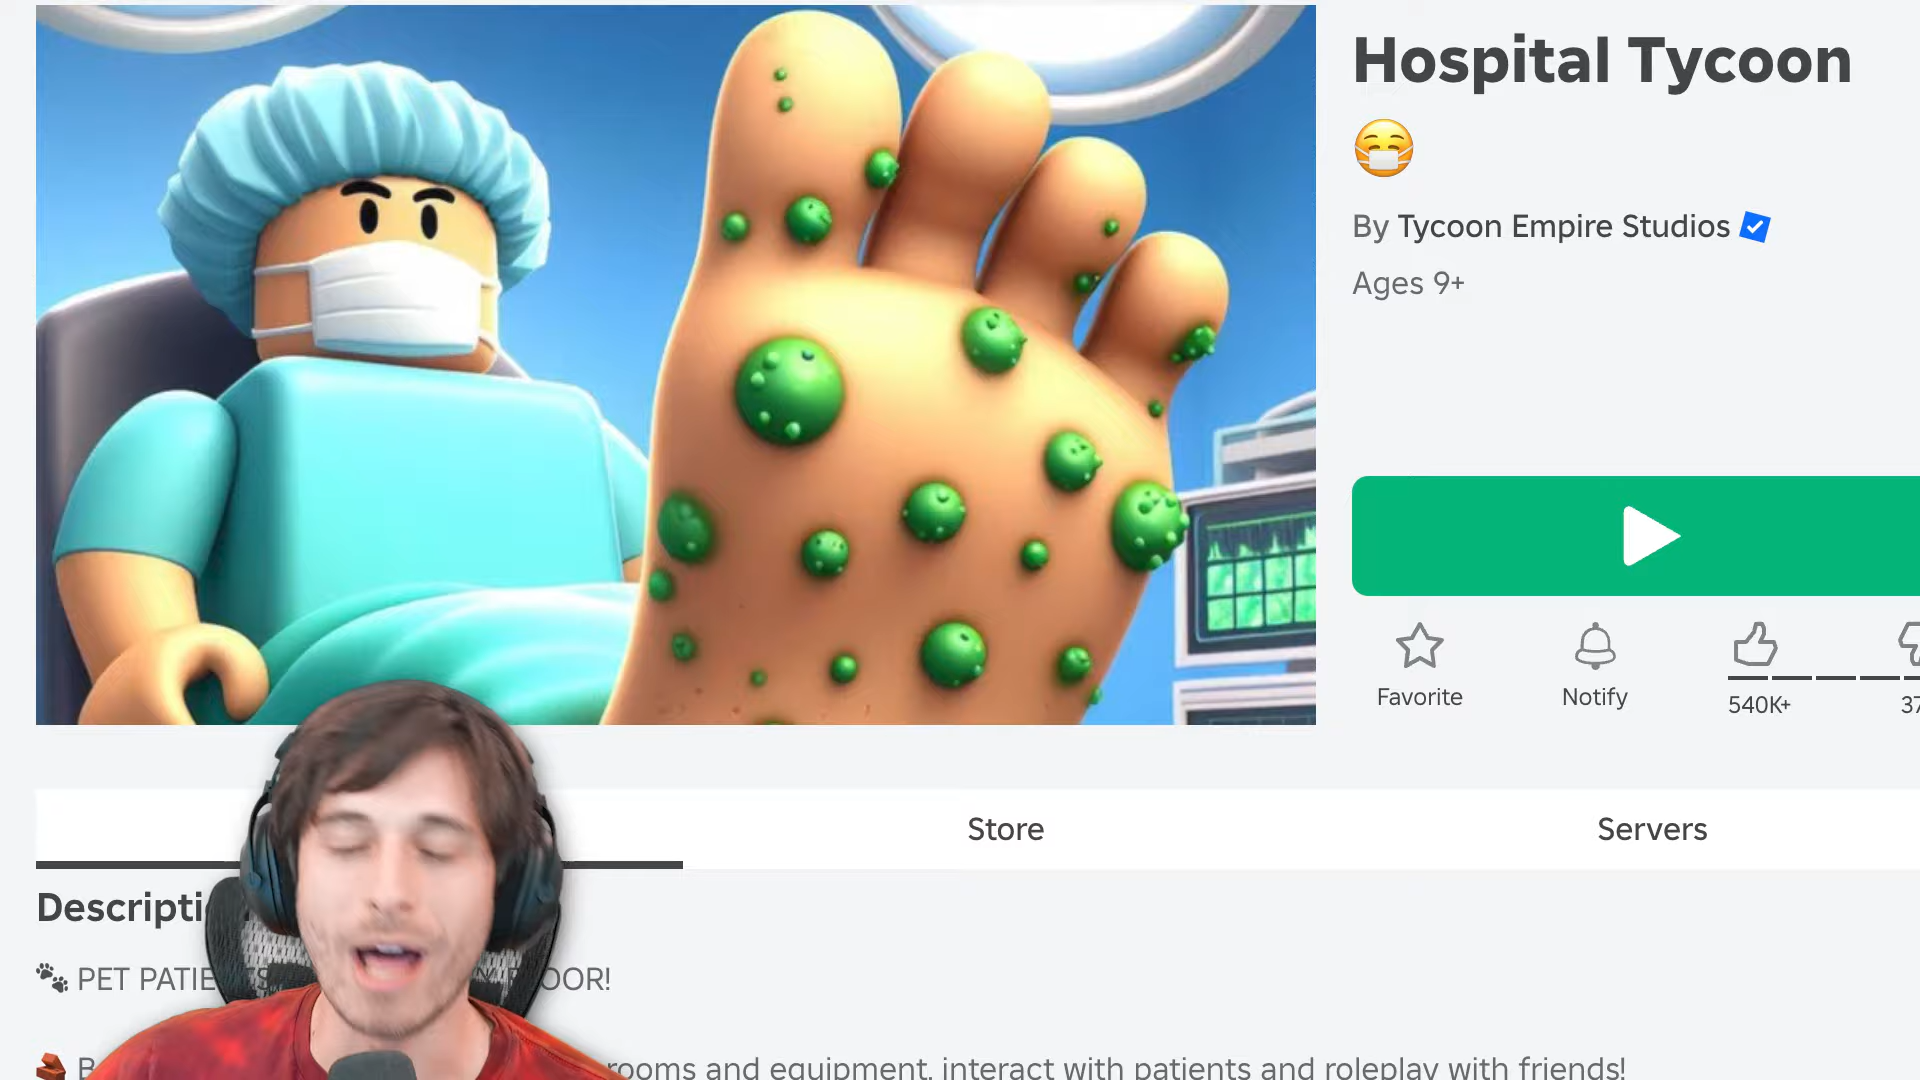 Hospital Tycoon
😷
By Tycoon Empire Studios
Ages 9+
Favorite
Notify
540K+
37
Store
Servers
Descripti
🐾 PET PATIE OOR!
rooms and equipment, interact with patients and roleplay with friends!